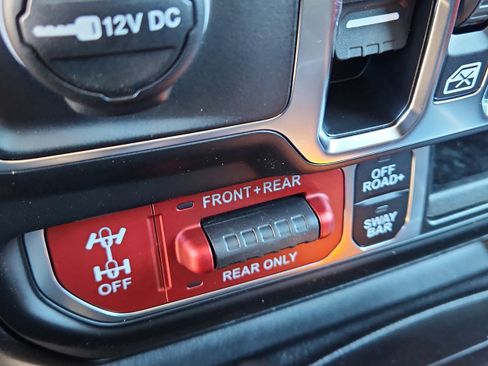 12V DC
FRONT+REAR
OFF
ROAD+
SWAY
BAR
REAR ONLY
OFF